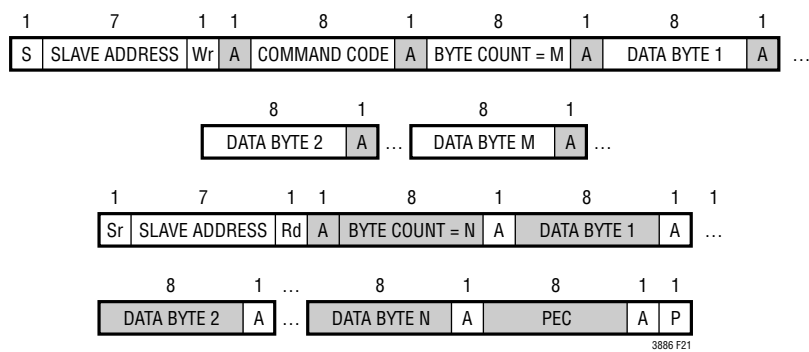 1 7 1 1 8 1 8 1 8 1
S SLAVE ADDRESS Wr A COMMAND CODE A BYTE COUNT = M A DATA BYTE 1 A …
8 1 8 1
DATA BYTE 2 A … DATA BYTE M A …
1 7 1 1 8 1 8 1 1
Sr SLAVE ADDRESS Rd A BYTE COUNT = N A DATA BYTE 1 A …
8 1 … 8 1 8 1 1
DATA BYTE 2 A … DATA BYTE N A PEC A P
3886 F21